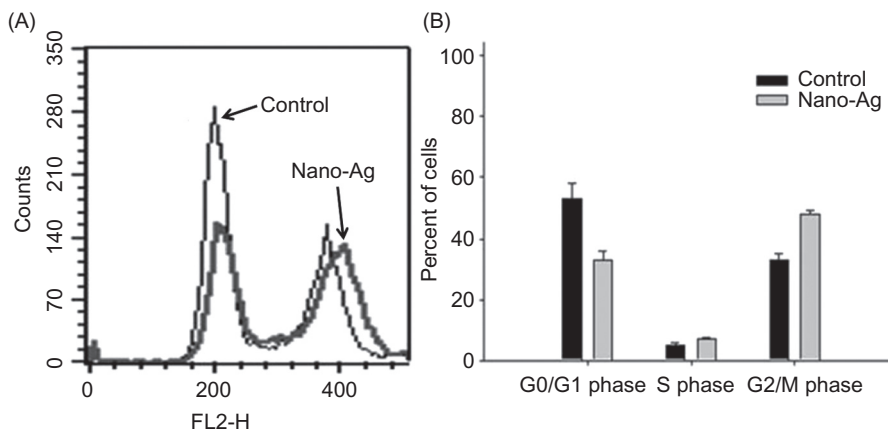 (A)
350
280
210
140
70
0
Counts
Control
Nano-Ag
0 200 400
FL2-H
(B)
100
80
60
40
20
0
Percent of cells
Control
Nano-Ag
G0/G1 phase S phase G2/M phase